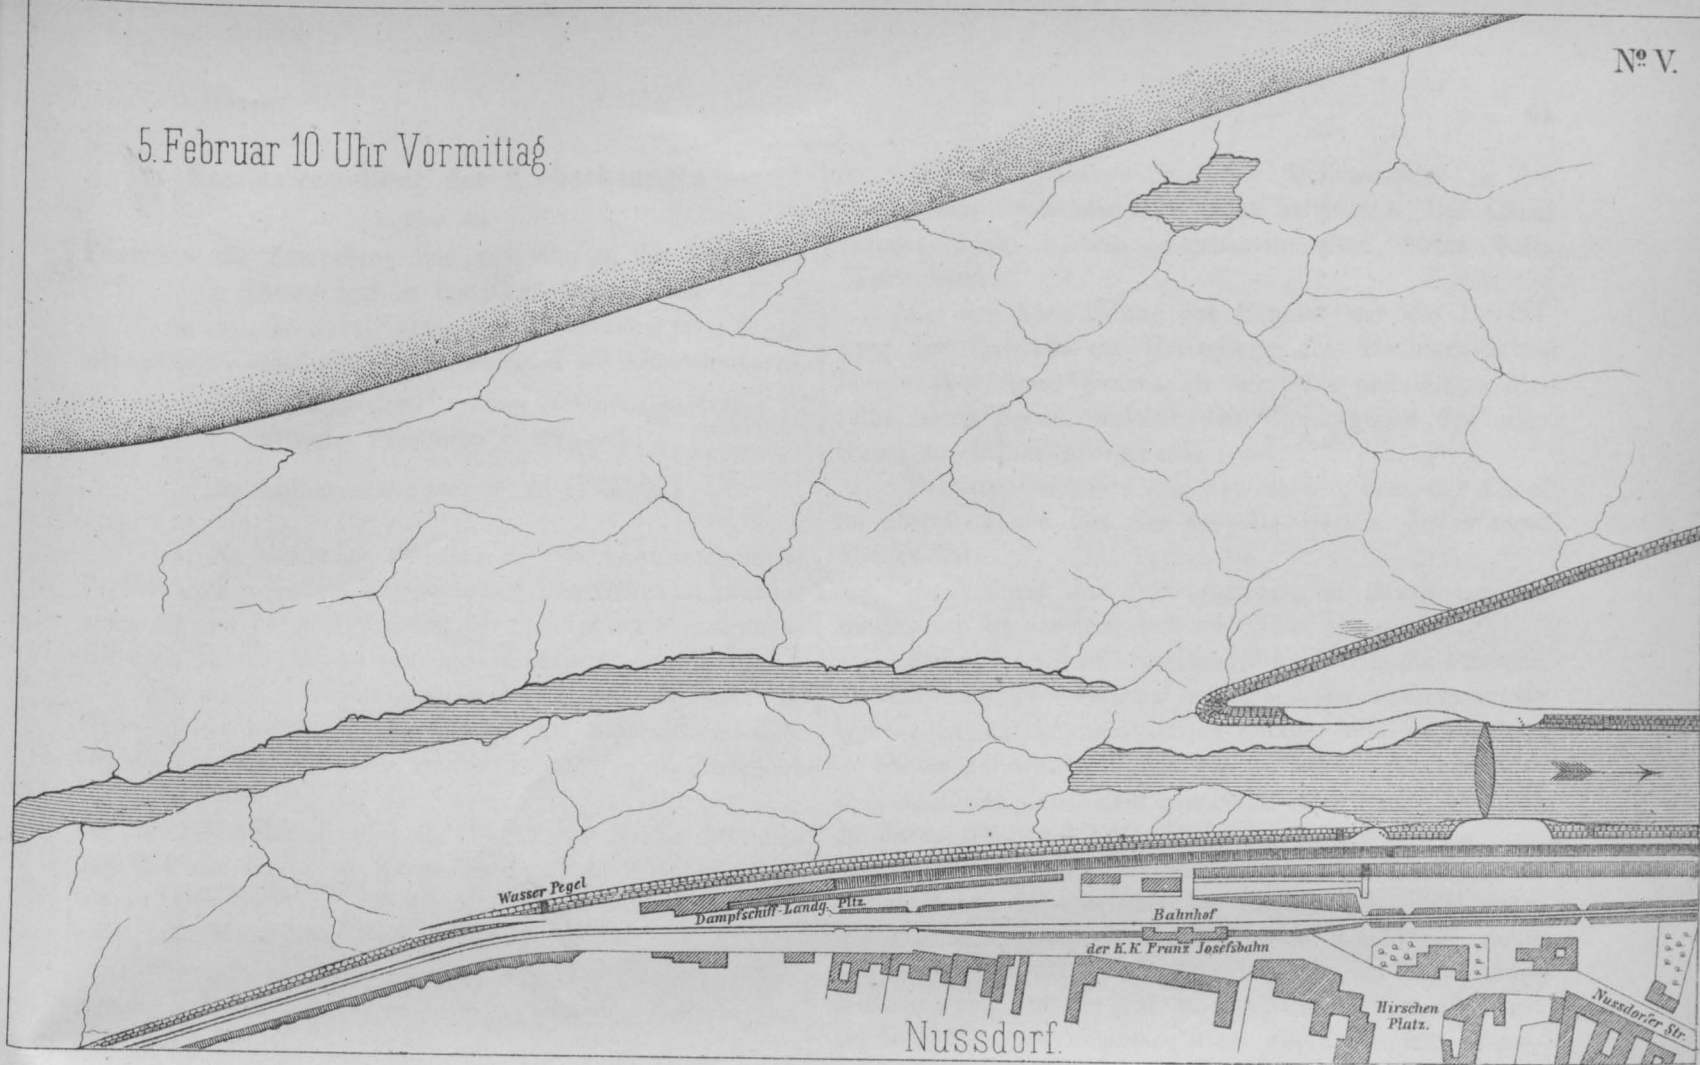 Nº V.
5. Februar 10 Uhr Vormittag.
Wasser Pegel
Dampfschiff-Landg. Pltz.
Bahnhof
der K.K. Franz Josefsbahn
Hirschen
Platz.
Nussdorfer Str.
Nussdorf.